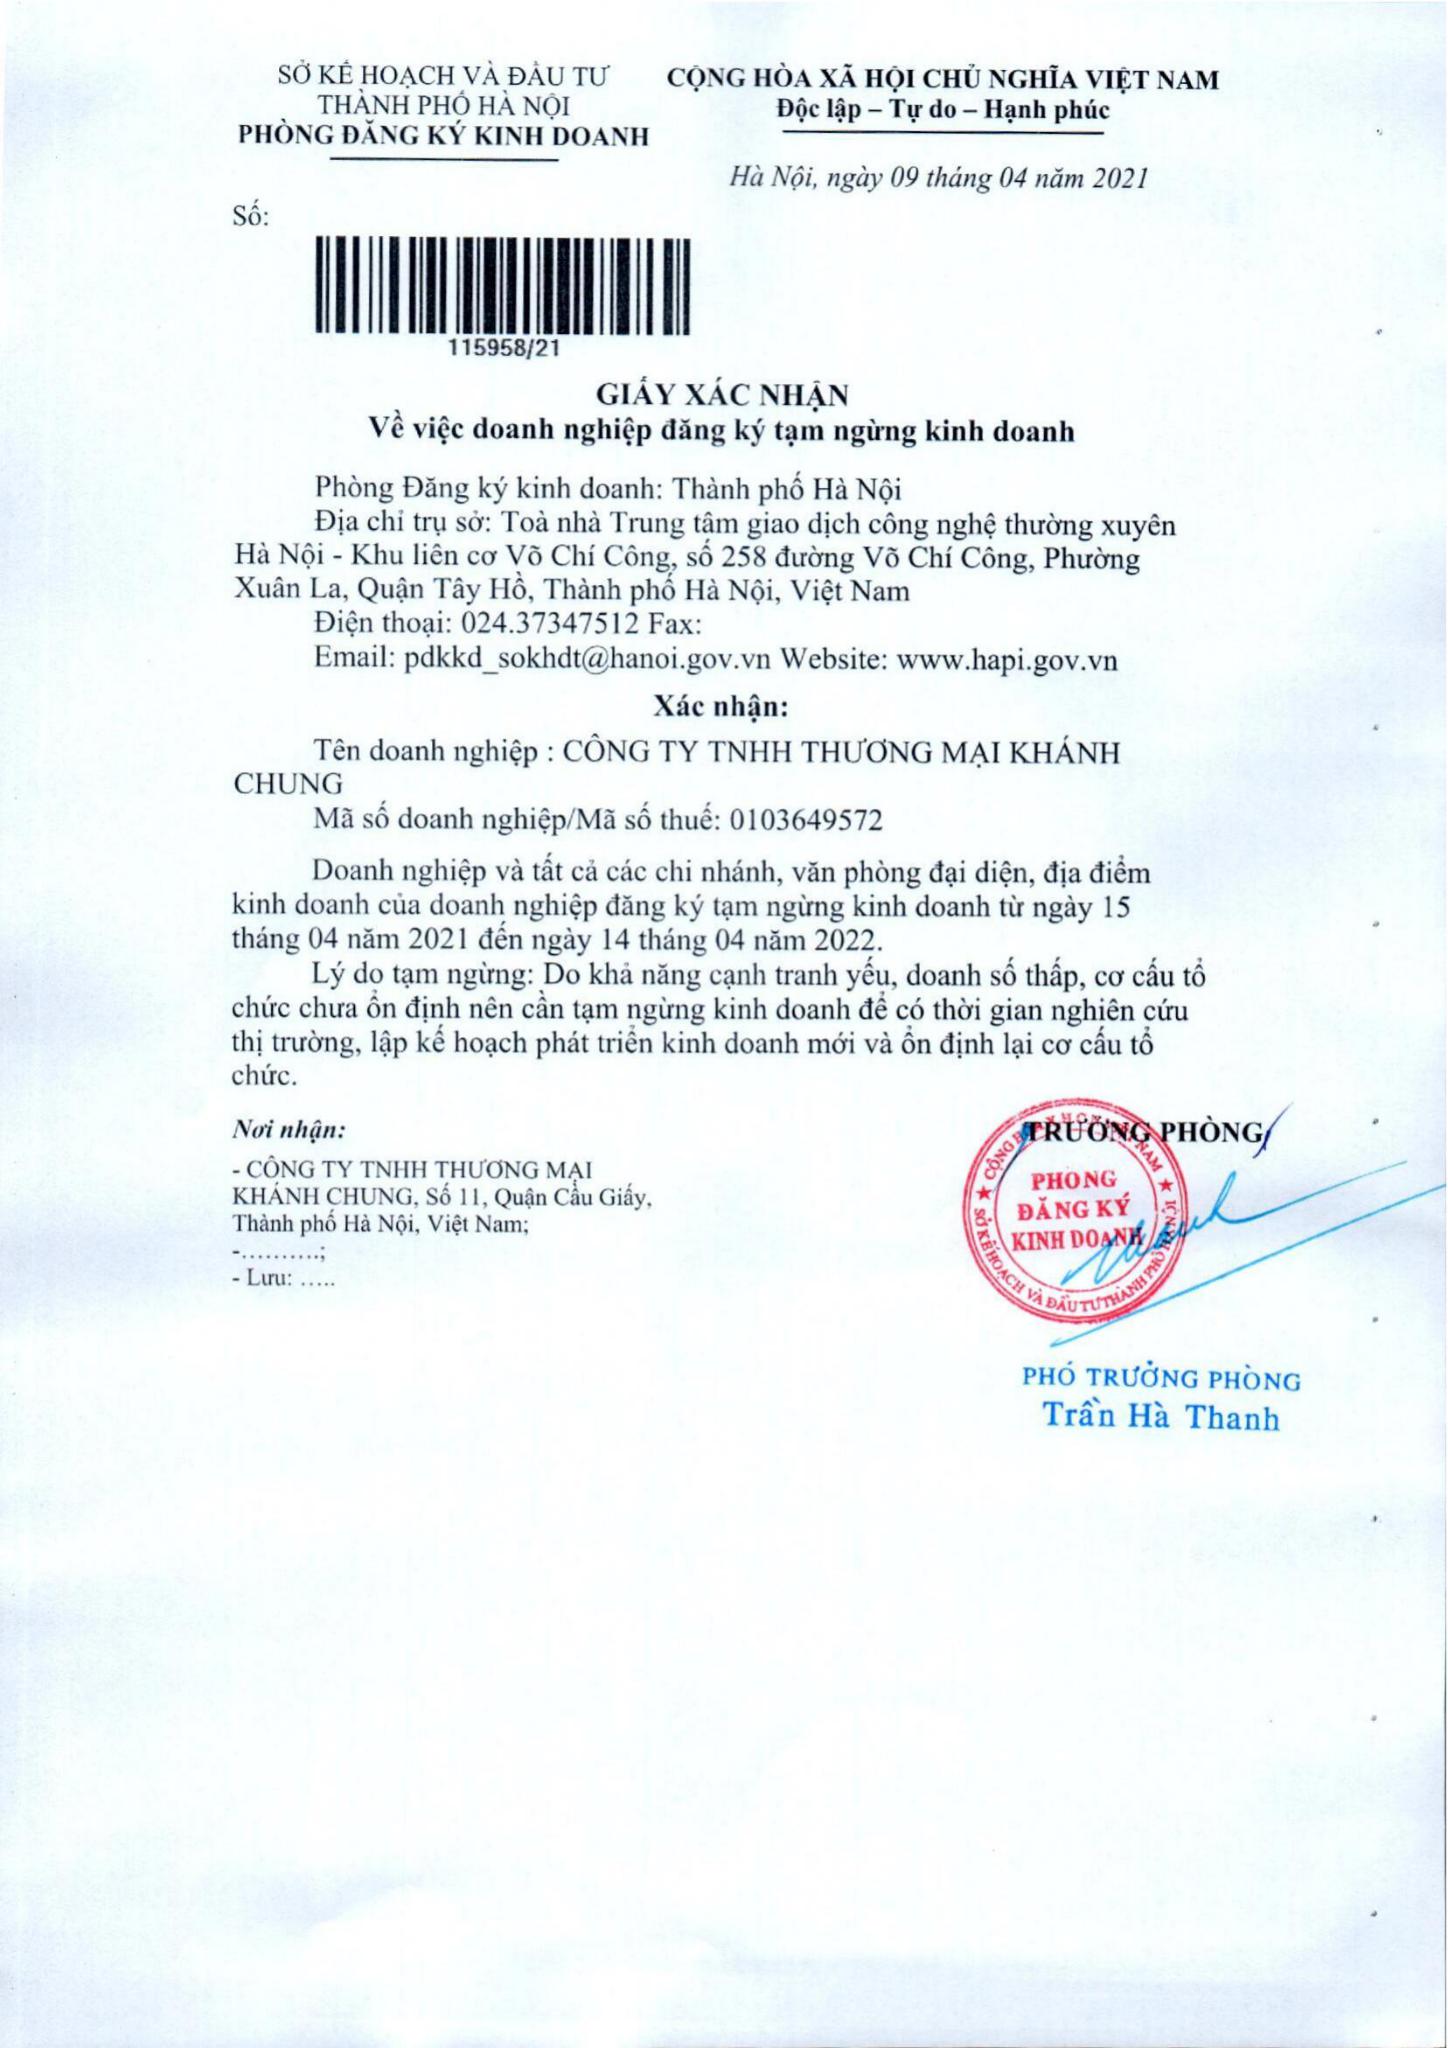 SỞ KẾ HOẠCH VÀ ĐẦU TƯ
THÀNH PHỐ HÀ NỘI
PHÒNG ĐĂNG KÝ KINH DOANH
CỘNG HÒA XÃ HỘI CHỦ NGHĨA VIỆT NAM
Độc lập – Tự do – Hạnh phúc
Hà Nội, ngày 09 tháng 04 năm 2021
Số:
115958/21
GIẤY XÁC NHẬN
Về việc doanh nghiệp đăng ký tạm ngừng kinh doanh
Phòng Đăng ký kinh doanh: Thành phố Hà Nội
Địa chỉ trụ sở: Toà nhà Trung tâm giao dịch công nghệ thường xuyên
Hà Nội - Khu liên cơ Võ Chí Công, số 258 đường Võ Chí Công, Phường
Xuân La, Quận Tây Hồ, Thành phố Hà Nội, Việt Nam
Điện thoại: 024.37347512 Fax:
Email: pdkkd_sokhdt@hanoi.gov.vn Website: www.hapi.gov.vn
Xác nhận:
Tên doanh nghiệp : CÔNG TY TNHH THƯƠNG MẠI KHÁNH
CHUNG
Mã số doanh nghiệp/Mã số thuế: 0103649572
Doanh nghiệp và tất cả các chi nhánh, văn phòng đại diện, địa điểm
kinh doanh của doanh nghiệp đăng ký tạm ngừng kinh doanh từ ngày 15
tháng 04 năm 2021 đến ngày 14 tháng 04 năm 2022.
Lý do tạm ngừng: Do khả năng cạnh tranh yếu, doanh số thấp, cơ cấu tổ
chức chưa ổn định nên cần tạm ngừng kinh doanh để có thời gian nghiên cứu
thị trường, lập kế hoạch phát triển kinh doanh mới và ổn định lại cơ cấu tổ
chức.
Nơi nhận:
- CÔNG TY TNHH THƯƠNG MẠI
KHÁNH CHUNG, Số 11, Quận Cầu Giấy,
Thành phố Hà Nội, Việt Nam;
-..........;
- Lưu: .....
TRƯỞNG PHÒNG
CỘNG HÒA XÃ HỘI VIỆT NAM
PHÒNG
ĐĂNG KÝ
KINH DOANH
SỞ KẾ HOẠCH VÀ ĐẦU TƯ THÀNH PHỐ HÀ NỘI
PHÓ TRƯỞNG PHÒNG
Trần Hà Thanh